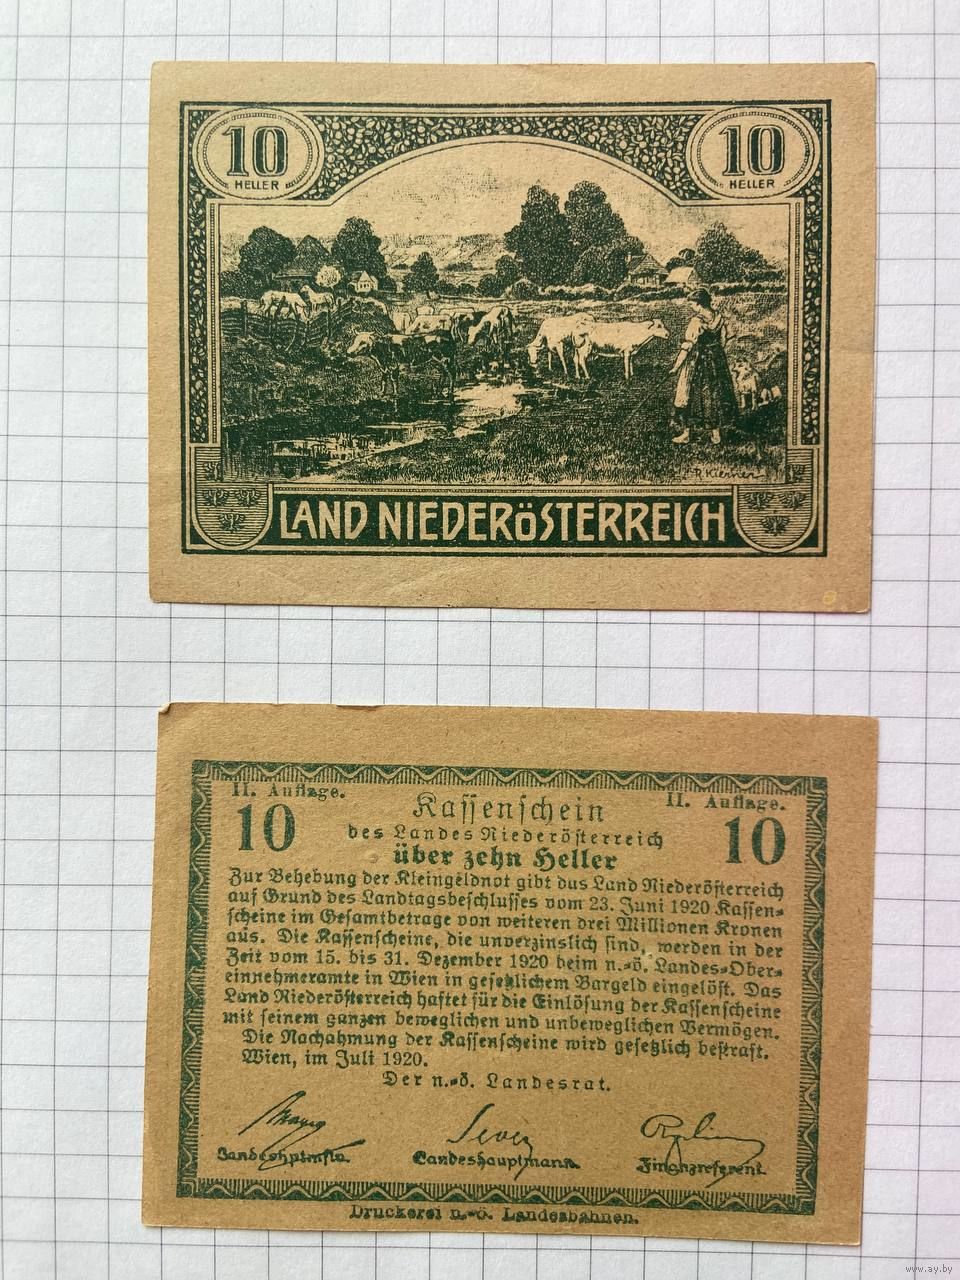 10 10
HELLER HELLER
R. Kierner
LAND NIEDERÖSTERREICH
II. Auflage. II. Auflage.
10 Kassenschein 10
des Landes Niederösterreich
über zehn Heller
Zur Behebung der Kleingeldnot gibt das Land Niederösterreich
auf Grund des Landtagsbeschlusses vom 23. Juni 1920 Kassen-
scheine im Gesamtbetrage von weiteren drei Millionen Kronen
aus. Die Kassenscheine, die unverzinslich sind, werden in der
Zeit vom 15. bis 31. Dezember 1920 beim n.-ö. Landes-Ober-
einnehmeramte in Wien in gesetzlichem Bargeld eingelöst. Das
Land Niederösterreich haftet für die Einlösung der Kassenscheine
mit seinem ganzen beweglichen und unbeweglichen Vermögen.
Die Nachahmung der Kassenscheine wird gesetzlich bestraft.
Wien, im Juli 1920.
Der n.-ö. Landesrat.
Sever
Landeshauptmann. Finanzreferent.
Druckerei n.-ö. Landesbahnen.
www.ay.by